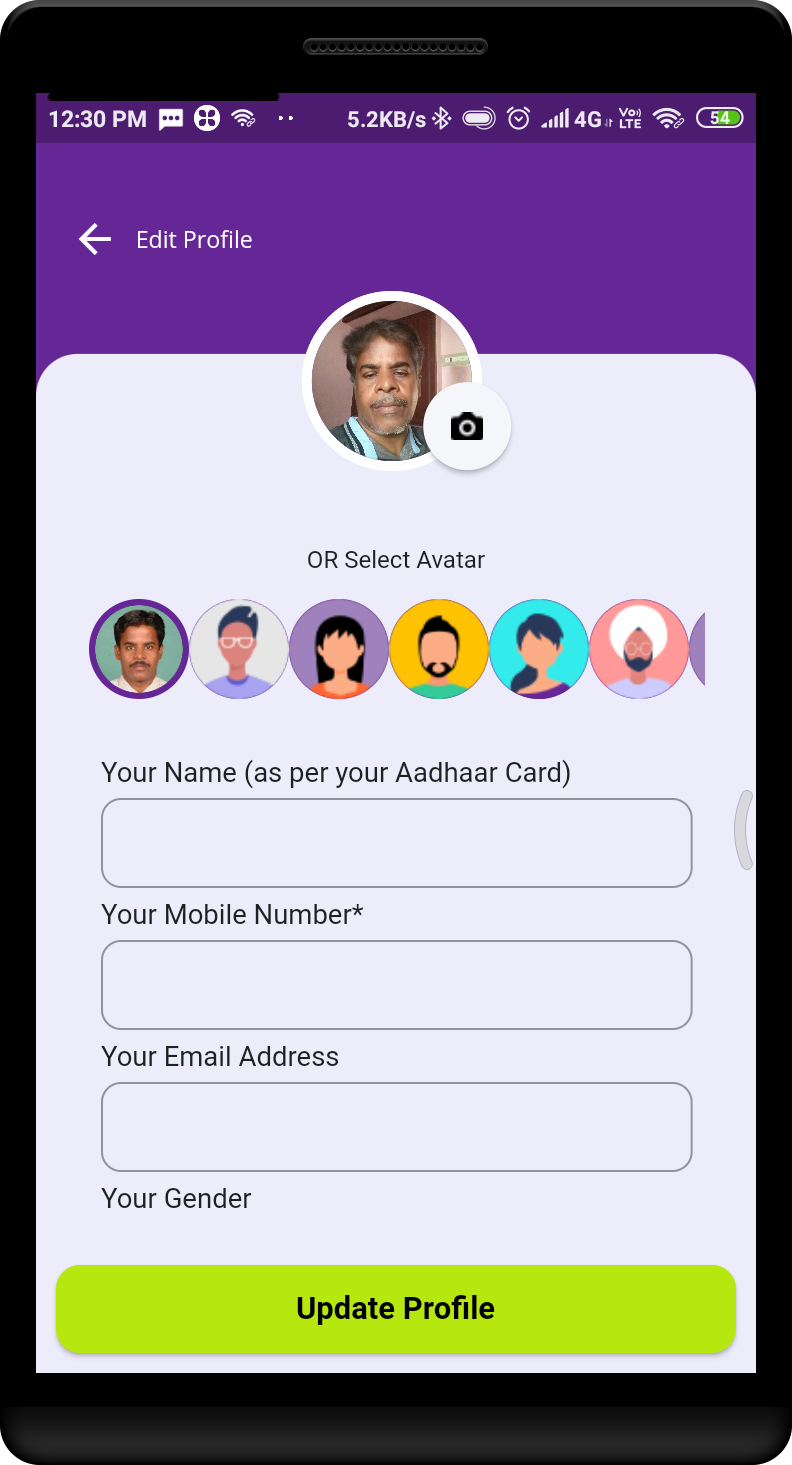 12:30 PM
5.2KB/s
4G
Vo)
LTE
54
Edit Profile
OR Select Avatar
Your Name (as per your Aadhaar Card)
Your Mobile Number*
Your Email Address
Your Gender
Update Profile